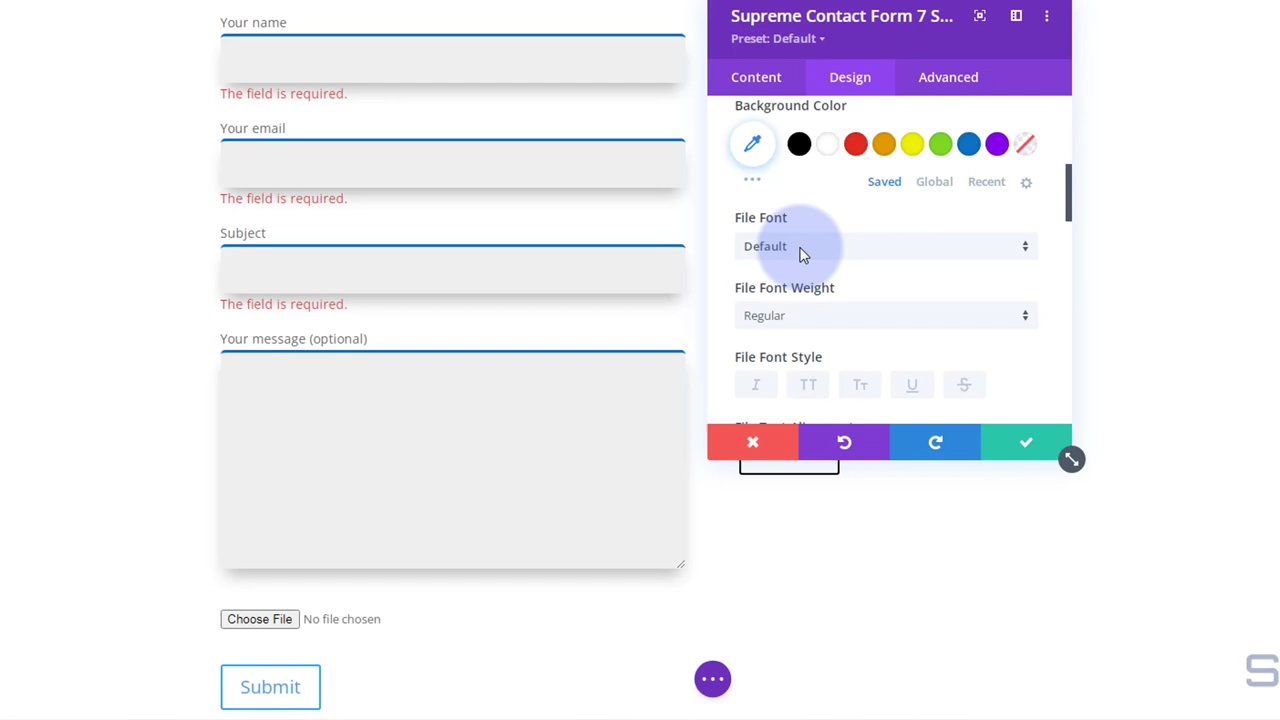 Your name
The field is required.
Your email
The field is required.
Subject
The field is required.
Your message (optional)
Choose File No file chosen
Submit
Supreme Contact Form 7 S...
Preset: Default
Content Design Advanced
Background Color
Saved Global Recent
File Font
Default
File Font Weight
Regular
File Font Style
I TT Tт U S
S